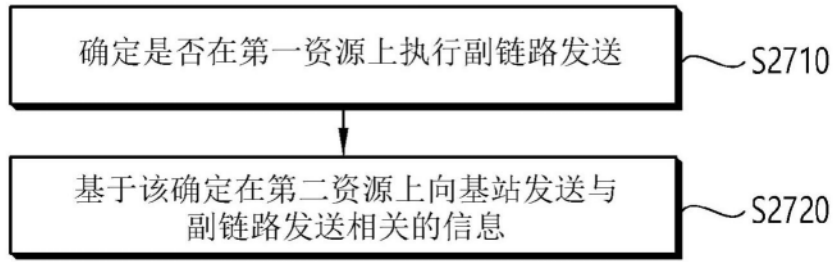 确定是否在第一资源上执行副链路发送
S2710
基于该确定在第二资源上向基站发送与
副链路发送相关的信息
S2720